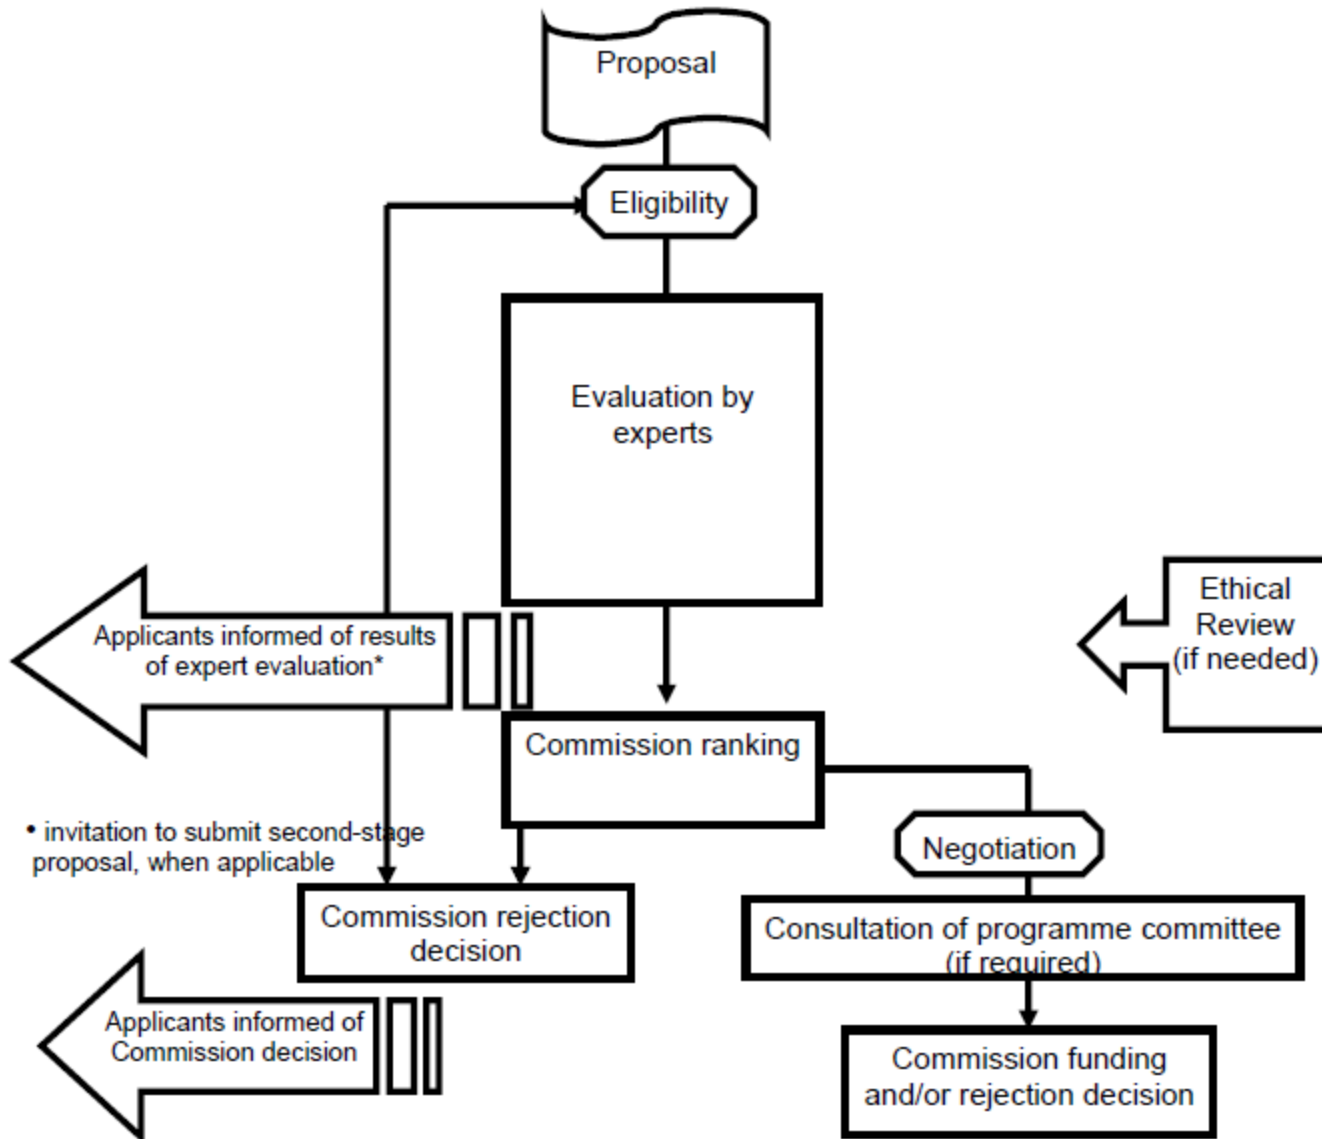 Proposal
Eligibility
Evaluation by
experts
Ethical
Review
(if needed)
Applicants informed of results
of expert evaluation*
Commission ranking
• invitation to submit second-stage
proposal, when applicable
Negotiation
Commission rejection
decision
Consultation of programme committee
(if required)
Applicants informed of
Commission decision
Commission funding
and/or rejection decision